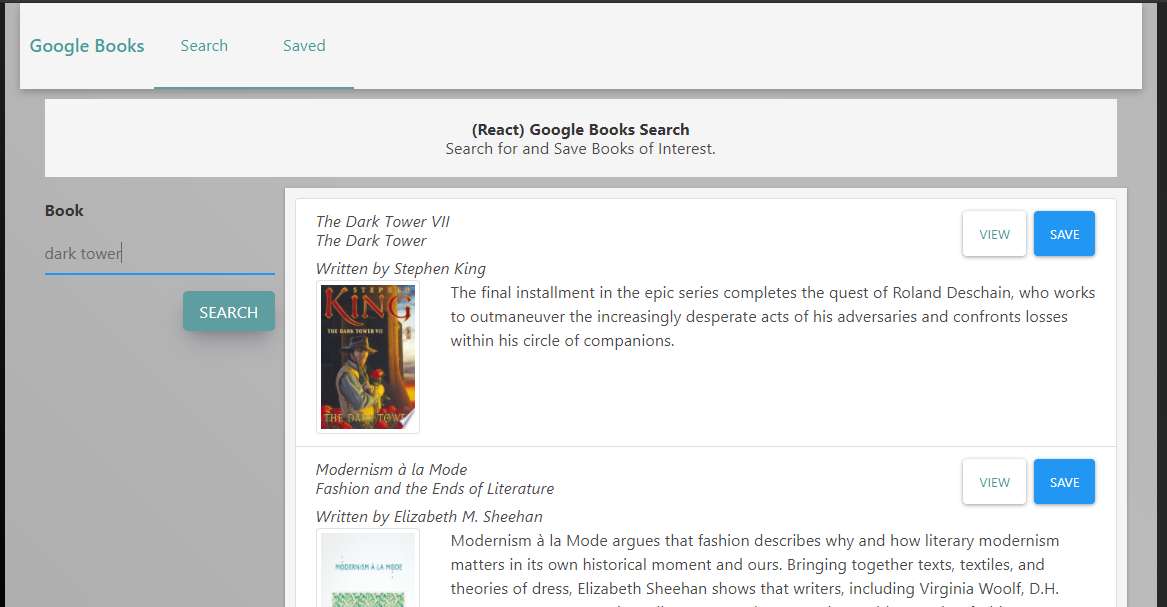 Google Books
Search
Saved
(React) Google Books Search
Search for and Save Books of Interest.
Book
dark tower
SEARCH
The Dark Tower VII
The Dark Tower
VIEW
SAVE
Written by Stephen King
STEPHEN
KING
THE DARK TOWER VII
THE DARK TOWER
The final installment in the epic series completes the quest of Roland Deschain, who works
to outmaneuver the increasingly desperate acts of his adversaries and confronts losses
within his circle of companions.
Modernism à la Mode
Fashion and the Ends of Literature
VIEW
SAVE
Written by Elizabeth M. Sheehan
MODERNISM À LA MODE
Modernism à la Mode argues that fashion describes why and how literary modernism
matters in its own historical moment and ours. Bringing together texts, textiles, and
theories of dress, Elizabeth Sheehan shows that writers, including Virginia Woolf, D.H.